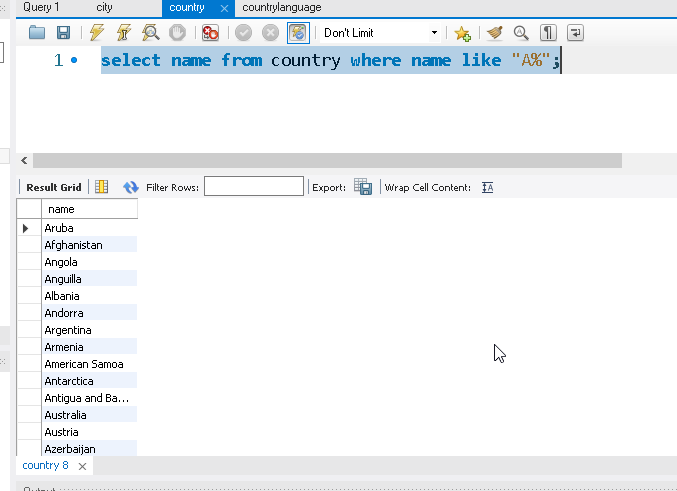 Query 1 city country countrylanguage
Don't Limit
1 select name from country where name like "A%";
Result Grid Filter Rows: Export: Wrap Cell Content:
name
Aruba
Afghanistan
Angola
Anguilla
Albania
Andorra
Argentina
Armenia
American Samoa
Antarctica
Antigua and Ba...
Australia
Austria
Azerbaijan
country 8
Output